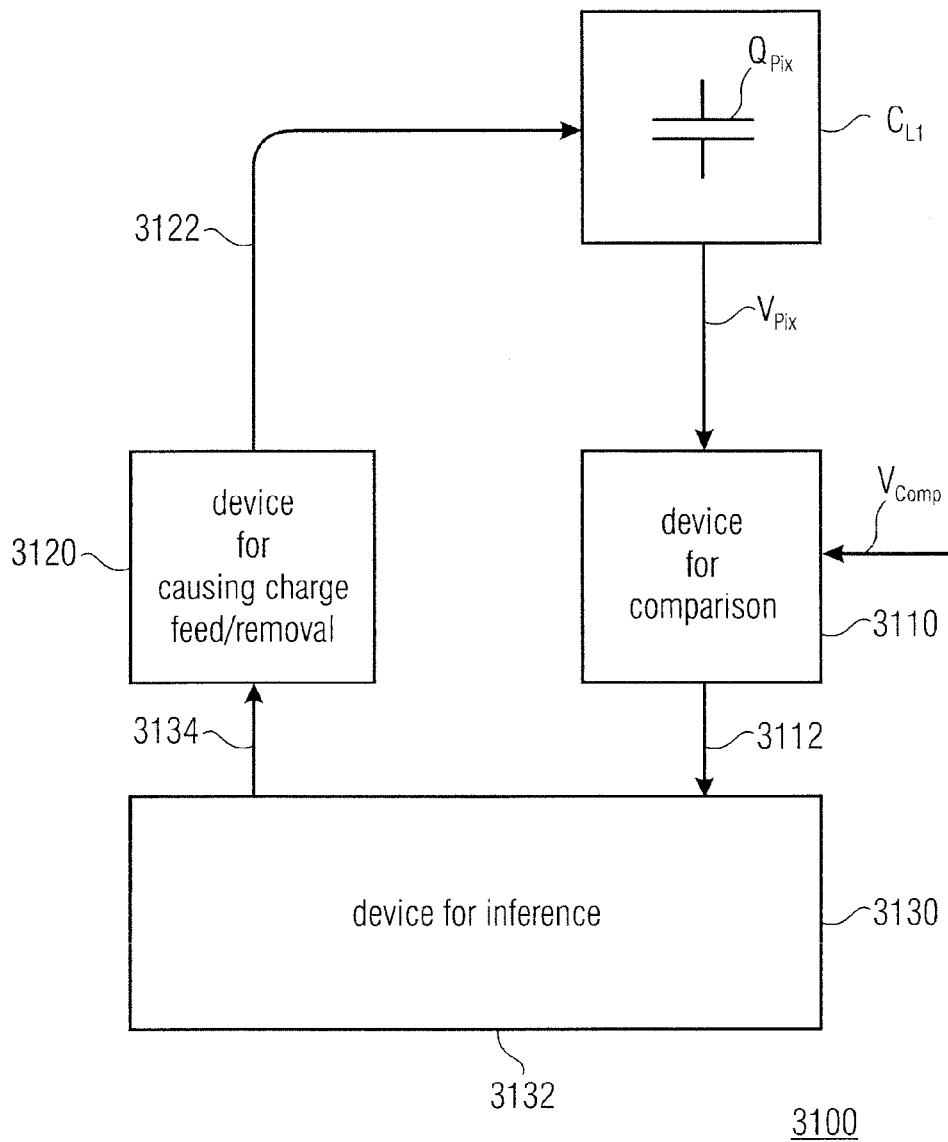 Q_Pix
C_L1
3122
V_Pix
device
for
causing charge
feed/removal
3120
device
for
comparison
V_Comp
3110
3134
3112
device for inference
3130
3132
3100